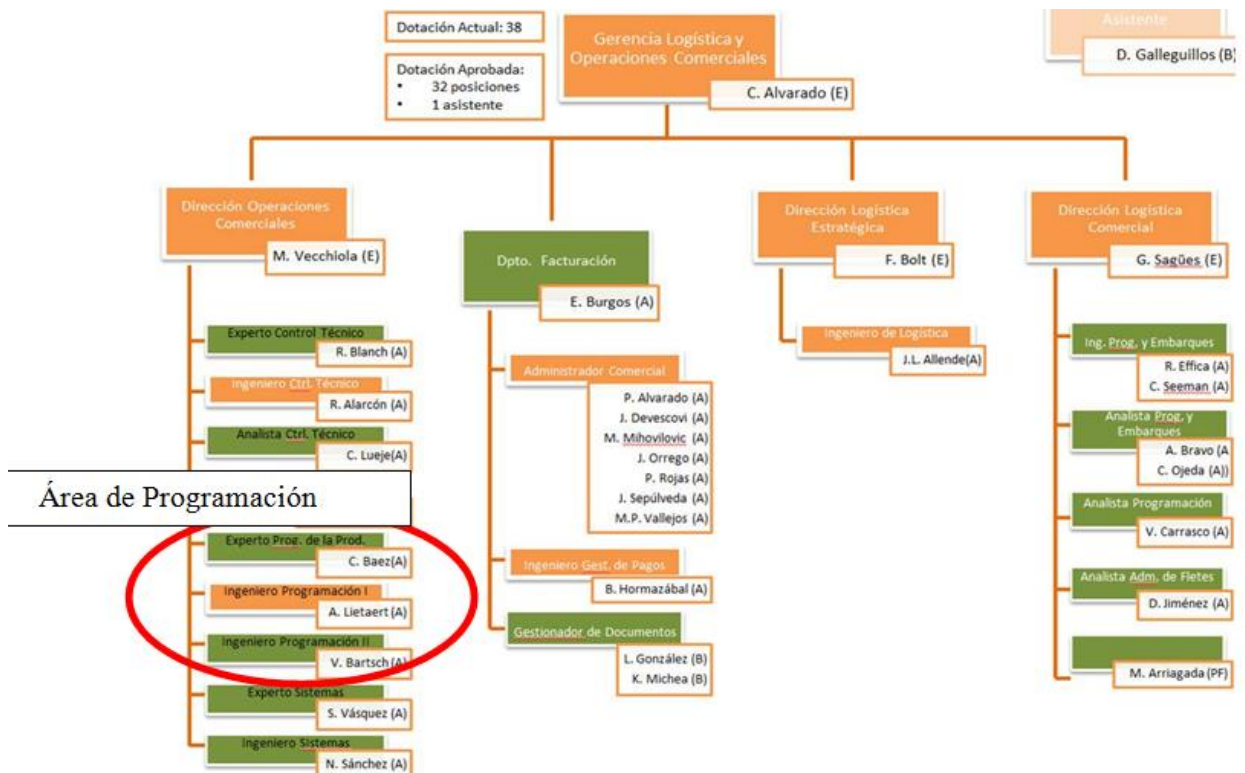 Dotación Actual: 38
Dotación Aprobada:
• 32 posiciones
• 1 asistente
Gerencia Logística y
Operaciones Comerciales
C. Alvarado (E)
Asistente
D. Galleguillos (B)
Dirección Operaciones
Comerciales
M. Vecchiola (E)
Experto Control Técnico
R. Blanch (A)
Ingeniero Ctrl. Técnico
R. Alarcón (A)
Analista Ctrl. Técnico
C. Lueje(A)
Área de Programación
Experto Prog. de la Prod.
C. Baez(A)
Ingeniero Programación I
A. Lietaert(A)
Ingeniero Programación II
V. Bartsch(A)
Experto Sistemas
S. Vásquez (A)
Ingeniero Sistemas
N. Sánchez (A)
Dpto. Facturación
E. Burgos (A)
Administrador Comercial
P. Alvarado (A)
J. Devescovi (A)
M. Mihovilovic (A)
J. Orrego (A)
P. Rojas (A)
J. Sepúlveda (A)
M.P. Vallejos (A)
Ingeniero Gest. de Pagos
B. Hormazábal (A)
Gestionador de Documentos
L. González (B)
K. Michea (B)
Dirección Logística
Estratégica
F. Bolt (E)
Ingeniero de Logística
J.L. Allende(A)
Dirección Logística
Comercial
G. Sagües (E)
Ing. Prog. y Embarques
R. Effica (A)
C. Seeman (A)
Analista Prog. y
Embarques
A. Bravo (A
C. Ojeda (A))
Analista Programación
V. Carrasco (A)
Analista Adm. de Fletes
D. Jiménez (A)
M. Arriagada (PF)